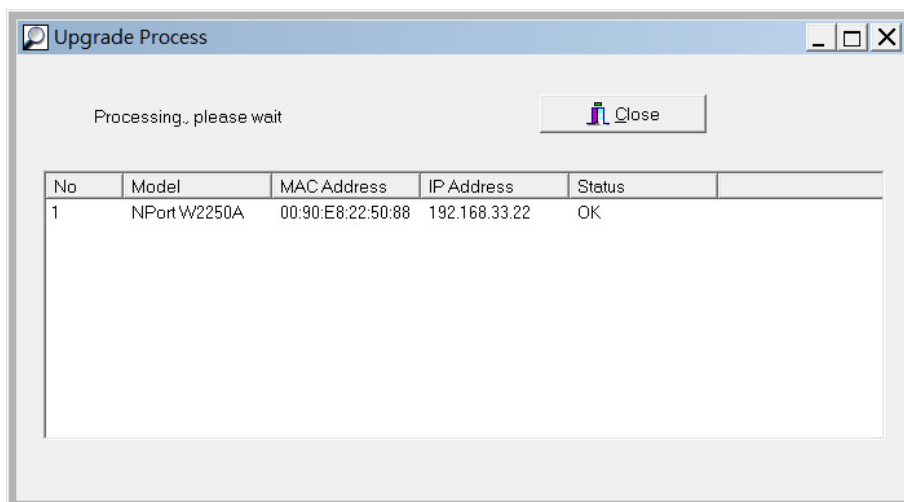 Upgrade Process
Processing., please wait
Close
No Model MAC Address IP Address Status
1 NPort W2250A 00:90:E8:22:50:88 192.168.33.22 OK